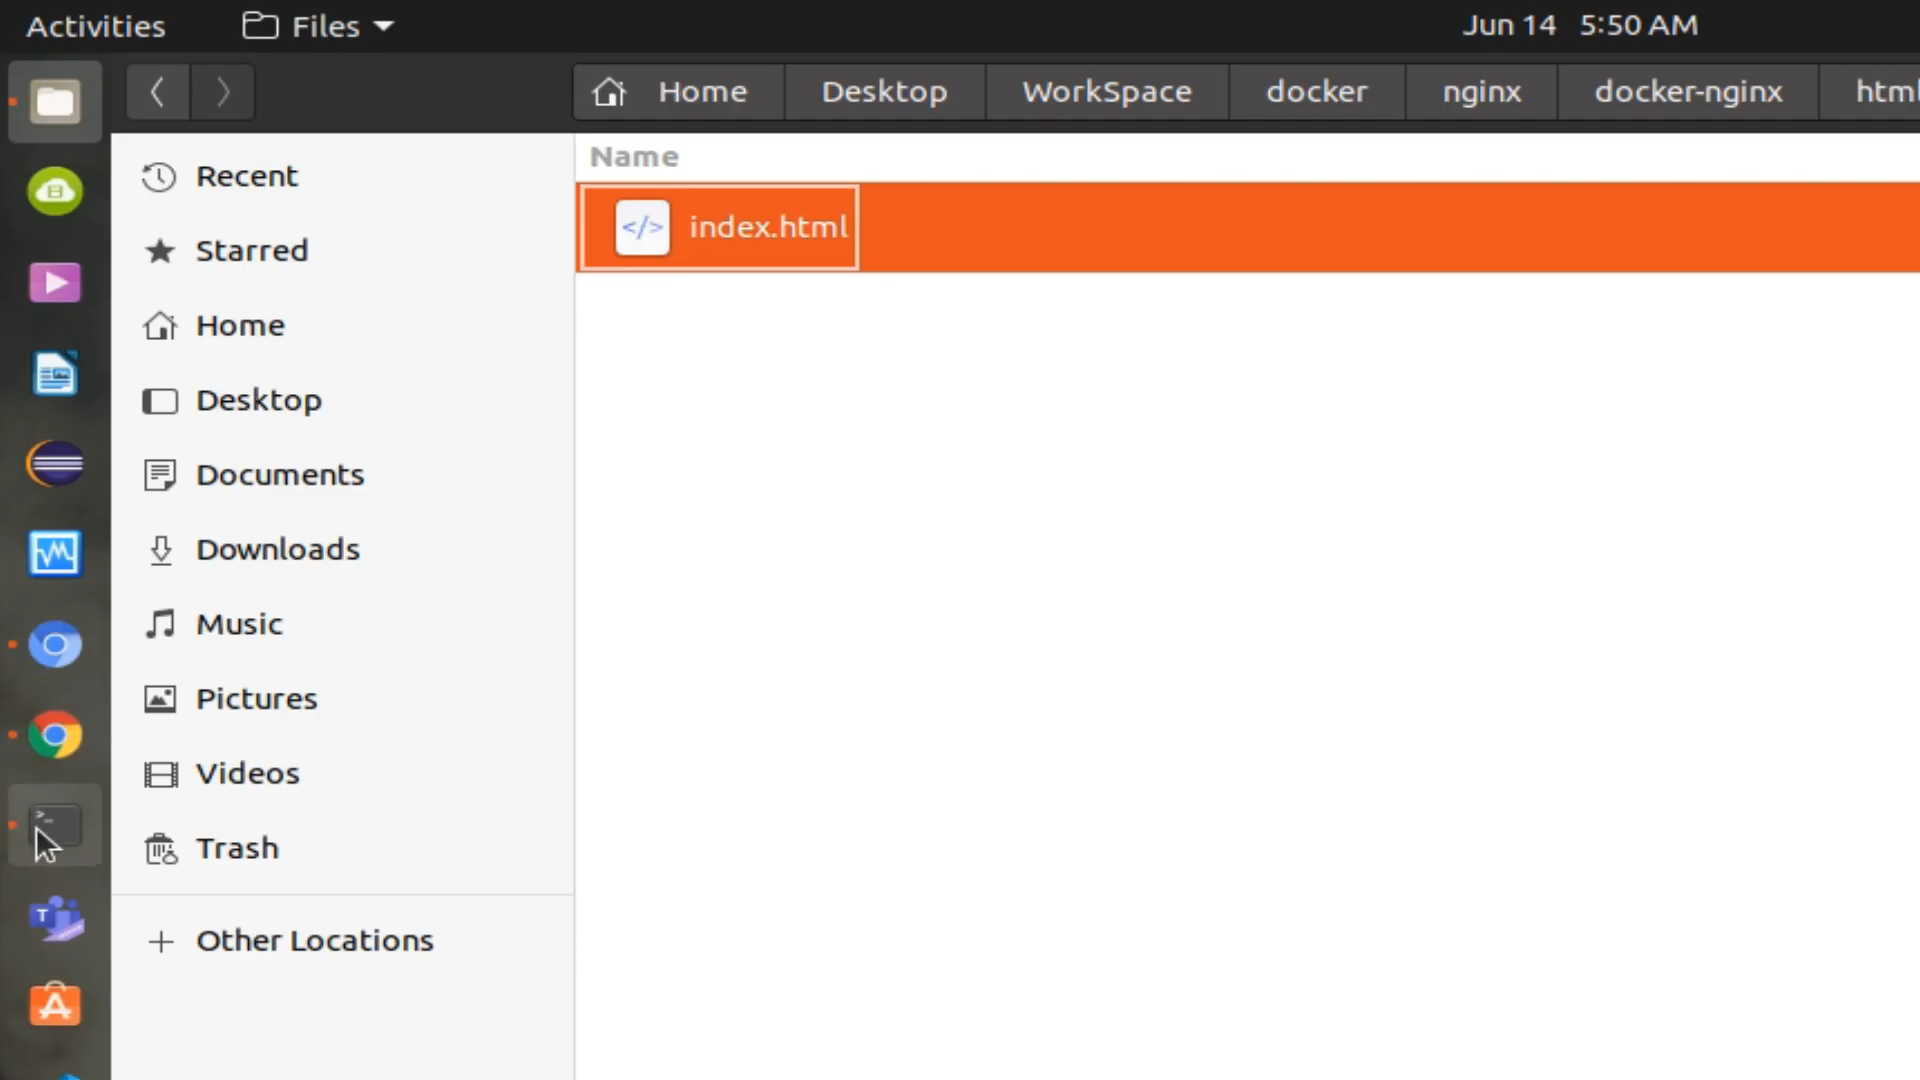 Activities Files Jun 14 5:50 AM
Home Desktop WorkSpace docker nginx docker-nginx html
Name
</> index.html
Recent
Starred
Home
Desktop
Documents
Downloads
Music
Pictures
Videos
Trash
Other Locations
>_
T